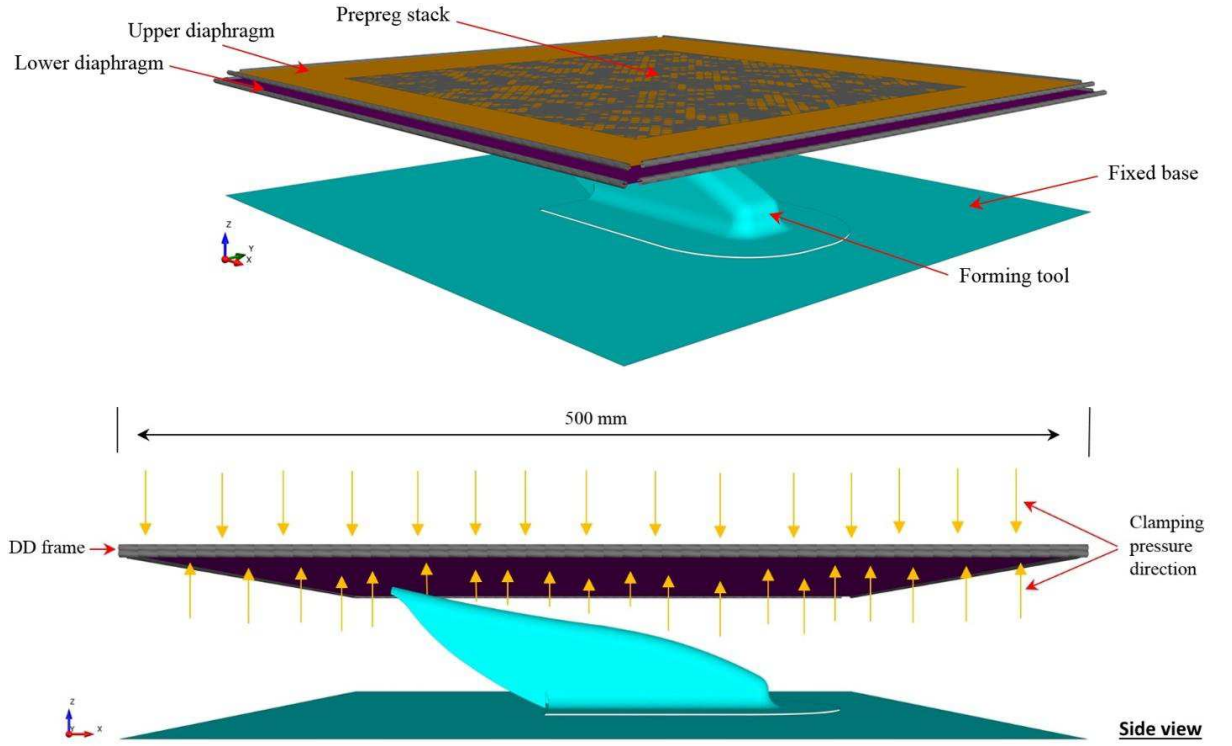 Prepreg stack
Upper diaphragm
Lower diaphragm
Fixed base
Forming tool
Z
Y
X
500 mm
DD frame
Clamping
pressure
direction
Z
Y
X
Side view